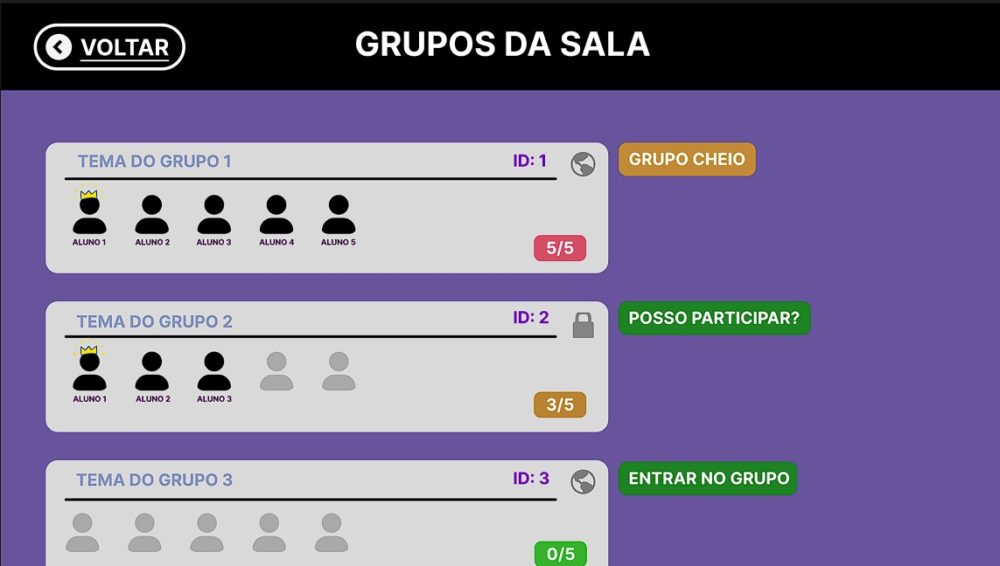 VOLTAR
GRUPOS DA SALA
TEMA DO GRUPO 1
ID: 1
GRUPO CHEIO
ALUNO 1 ALUNO 2 ALUNO 3 ALUNO 4 ALUNO 5
5/5
TEMA DO GRUPO 2
ID: 2
POSSO PARTICIPAR?
ALUNO 1 ALUNO 2 ALUNO 3
3/5
TEMA DO GRUPO 3
ID: 3
ENTRAR NO GRUPO
0/5